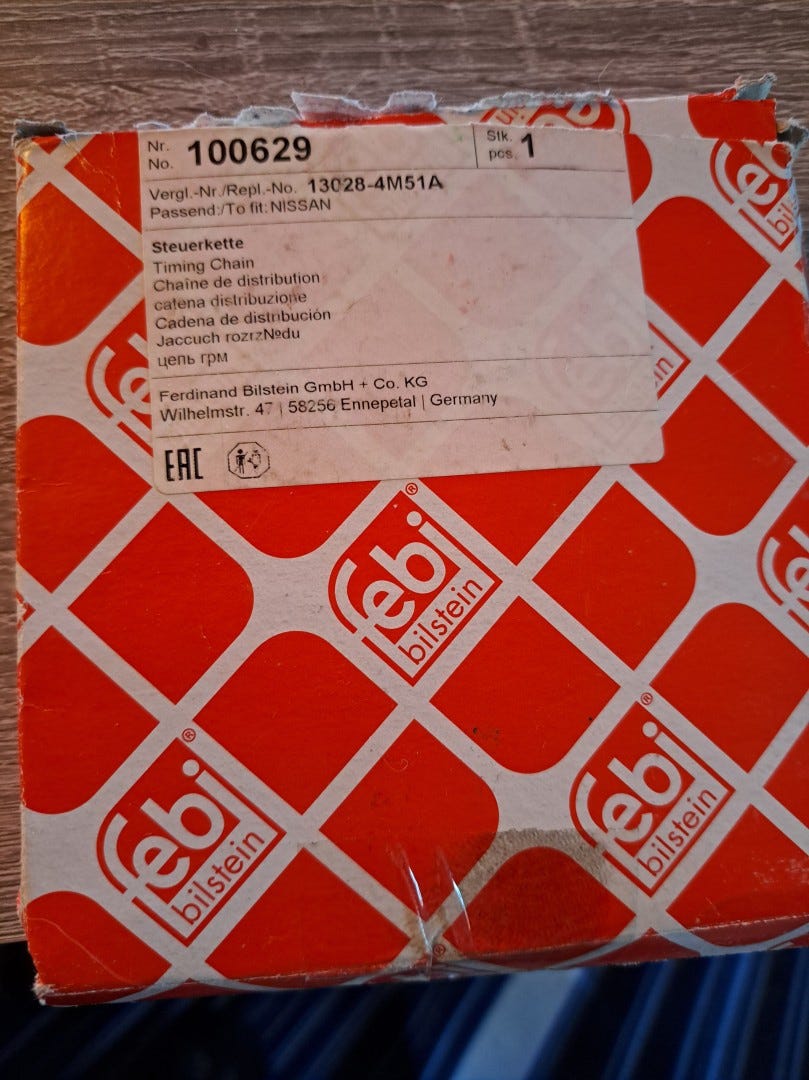 Nr. No. 100629
Stk. pcs. 1
Vergl.-Nr./Repl.-No. 13028-4M51A
Passend:/To fit: NISSAN
Steuerkette
Timing Chain
Chaîne de distribution
catena distribuzione
Cadena de distribución
Jaccuch rozrz№du
цепь грм
Ferdinand Bilstein GmbH + Co. KG
Wilhelmstr. 47 | 58256 Ennepetal | Germany
EAC
febi
bilstein
febi
bilstein
febi
bilstein